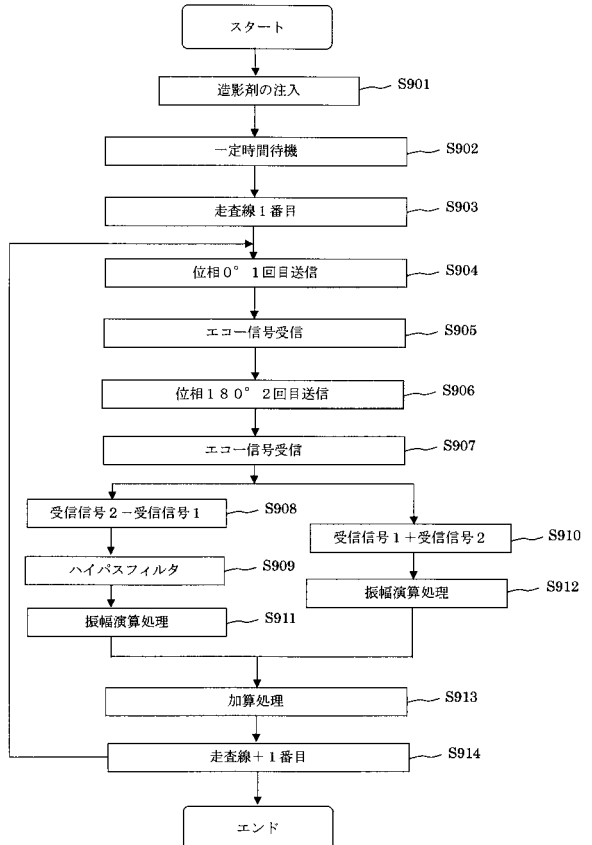 スタート
造影剤の注入
S901
一定時間待機
S902
走査線1番目
S903
位相0° 1回目送信
S904
エコー信号受信
S905
位相180° 2回目送信
S906
エコー信号受信
S907
受信信号2－受信信号1
S908
受信信号1＋受信信号2
S910
ハイパスフィルタ
S909
振幅演算処理
S912
振幅演算処理
S911
加算処理
S913
走査線＋1番目
S914
エンド